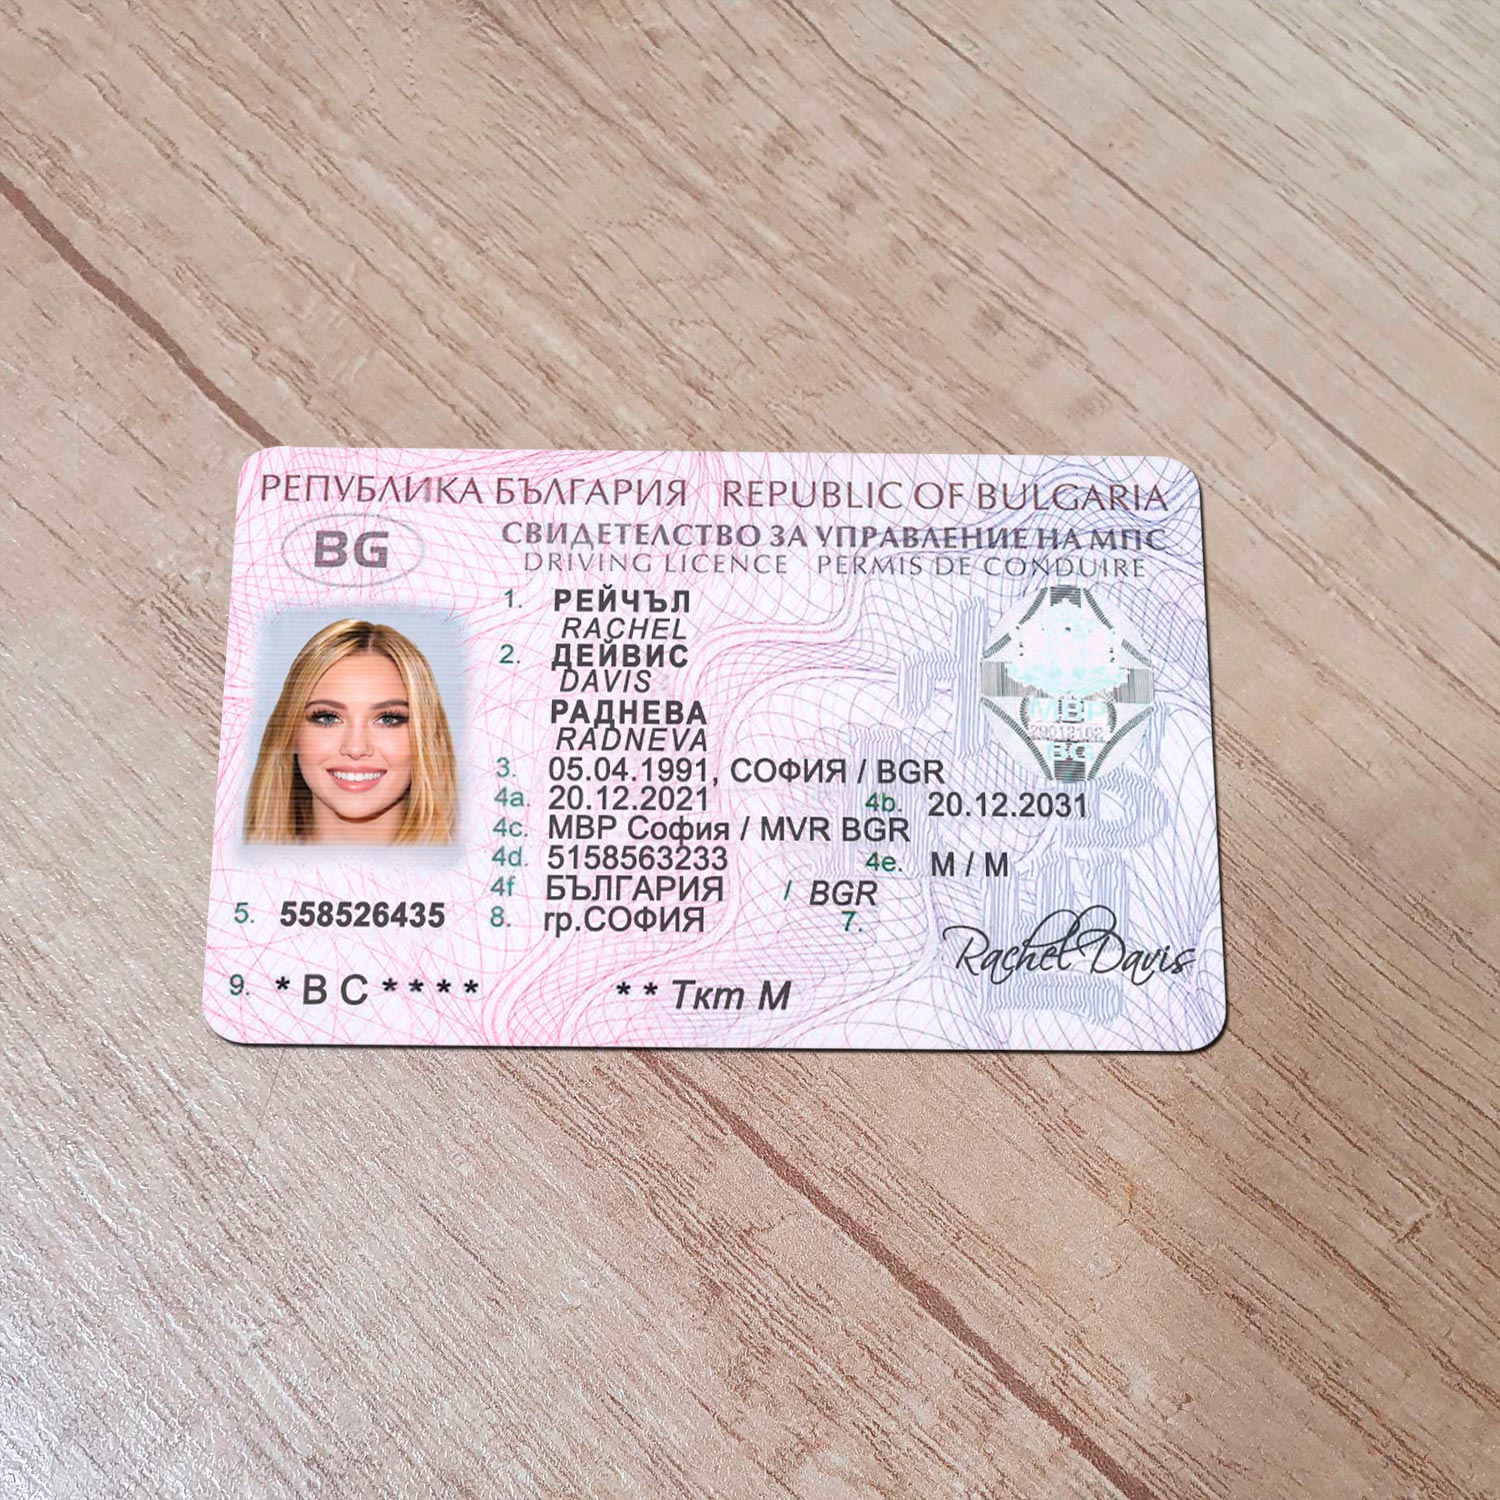 РЕПУБЛИКА БЪЛГАРИЯ REPUBLIC OF BULGARIA
BG
СВИДЕТЕЛСТВО ЗА УПРАВЛЕНИЕ НА МПС
DRIVING LICENCE PERMIS DE CONDUIRE
1. РЕЙЧЪЛ
RACHEL
2. ДЕЙВИС
DAVIS
РАДНЕВА
RADNEVA
МВР
BG
3. 05.04.1991, СОФИЯ / BGR
4a. 20.12.2021 4b. 20.12.2031
4c. МВР София / MVR BGR
4d. 5158563233 4e. M / M
4f БЪЛГАРИЯ / BGR
5. 558526435 8. гр.СОФИЯ 7.
Rachel Davis
9. * B C * * * * * * Ткт М